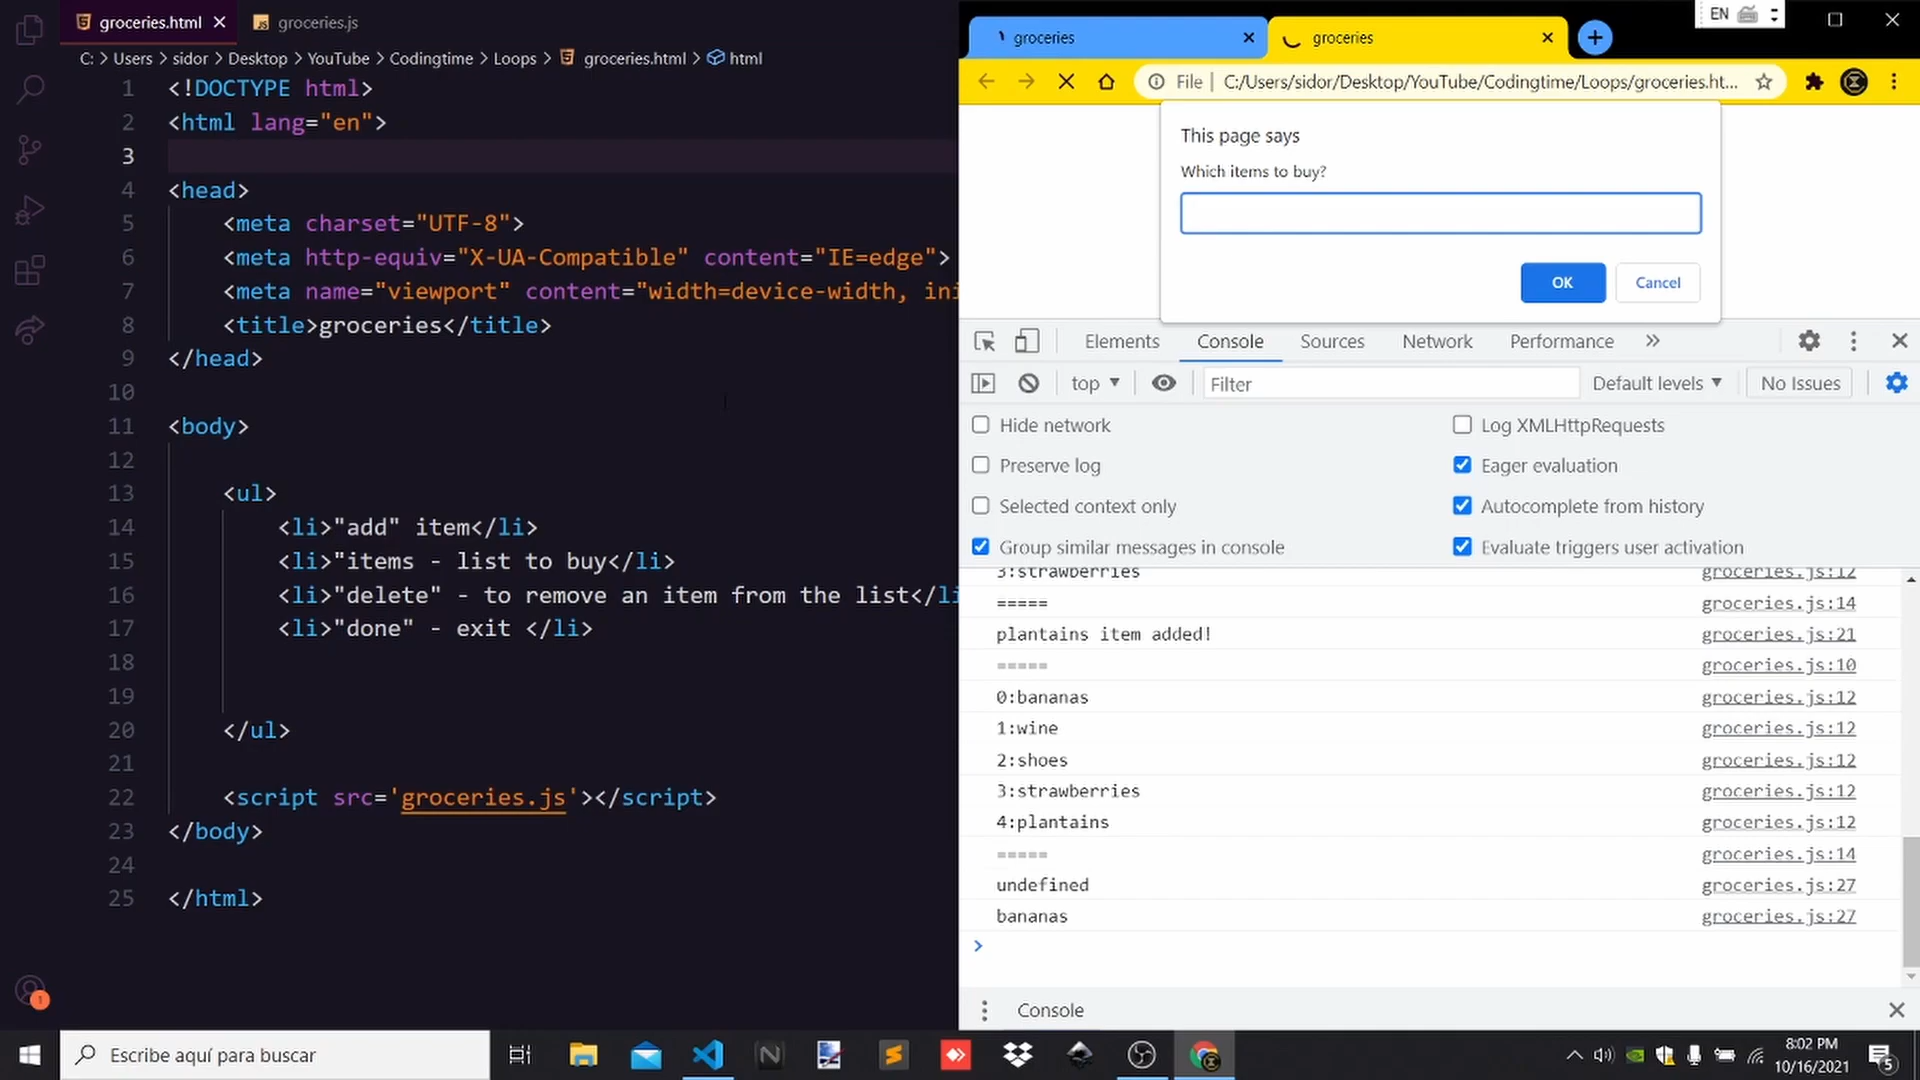 groceries.html
groceries.js
C: > Users > sidor > Desktop > YouTube > Codingtime > Loops > groceries.html > html
1 <!DOCTYPE html>
2 <html lang="en">
3
4 <head>
5 <meta charset="UTF-8">
6 <meta http-equiv="X-UA-Compatible" content="IE=edge">
7 <meta name="viewport" content="width=device-width, ini
8 <title>groceries</title>
9 </head>
10
11 <body>
12
13 <ul>
14 <li>"add" item</li>
15 <li>"items - list to buy</li>
16 <li>"delete" - to remove an item from the list</li
17 <li>"done" - exit </li>
18
19
20 </ul>
21
22 <script src='groceries.js'></script>
23 </body>
24
25 </html>
1
groceries
groceries
EN
File | C:/Users/sidor/Desktop/YouTube/Codingtime/Loops/groceries.ht...
This page says
Which items to buy?
OK
Cancel
Elements
Console
Sources
Network
Performance
top
Filter
Default levels
No Issues
Hide network
Log XMLHttpRequests
Preserve log
Eager evaluation
Selected context only
Autocomplete from history
Group similar messages in console
Evaluate triggers user activation
3:strawberries groceries.js:12
===== groceries.js:14
plantains item added! groceries.js:21
===== groceries.js:10
0:bananas groceries.js:12
1:wine groceries.js:12
2:shoes groceries.js:12
3:strawberries groceries.js:12
4:plantains groceries.js:12
===== groceries.js:14
undefined groceries.js:27
bananas groceries.js:27
>
Console
Escribe aquí para buscar
8:02 PM
10/16/2021
5